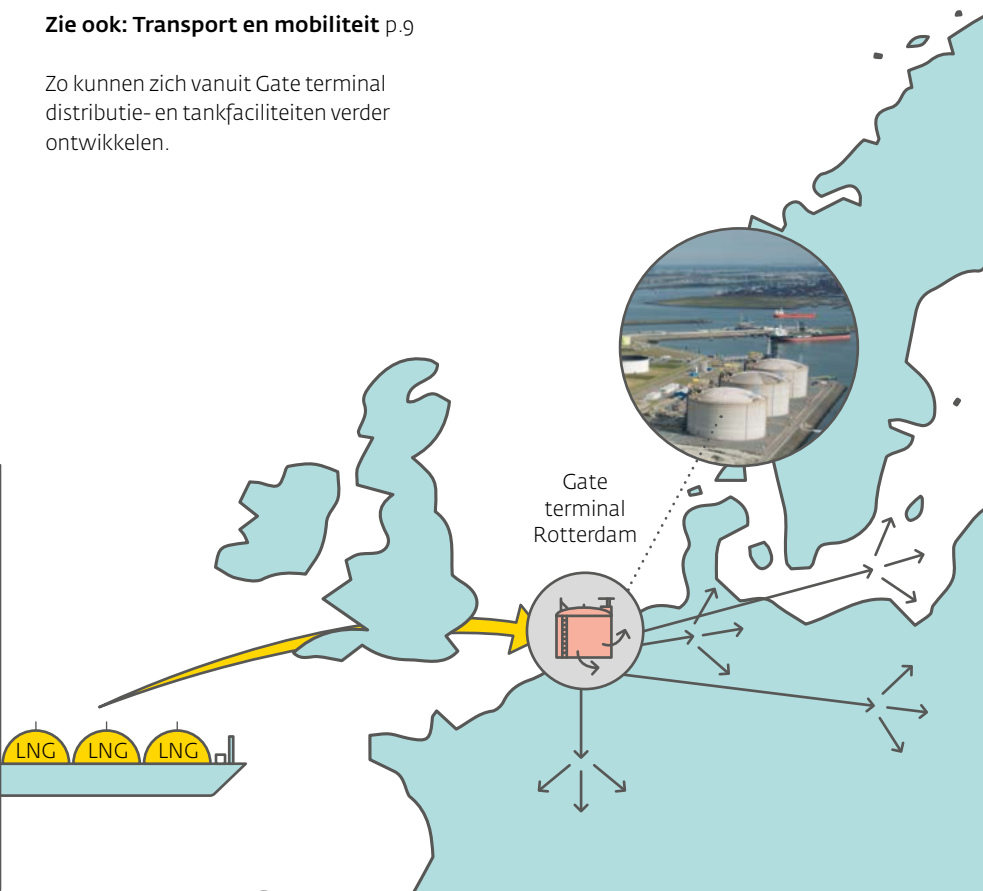 Zie ook: Transport en mobiliteit p.9
Zo kunnen zich vanuit Gate terminal
distributie- en tankfaciliteiten verder
ontwikkelen.
Gate
terminal
Rotterdam
LNG LNG LNG